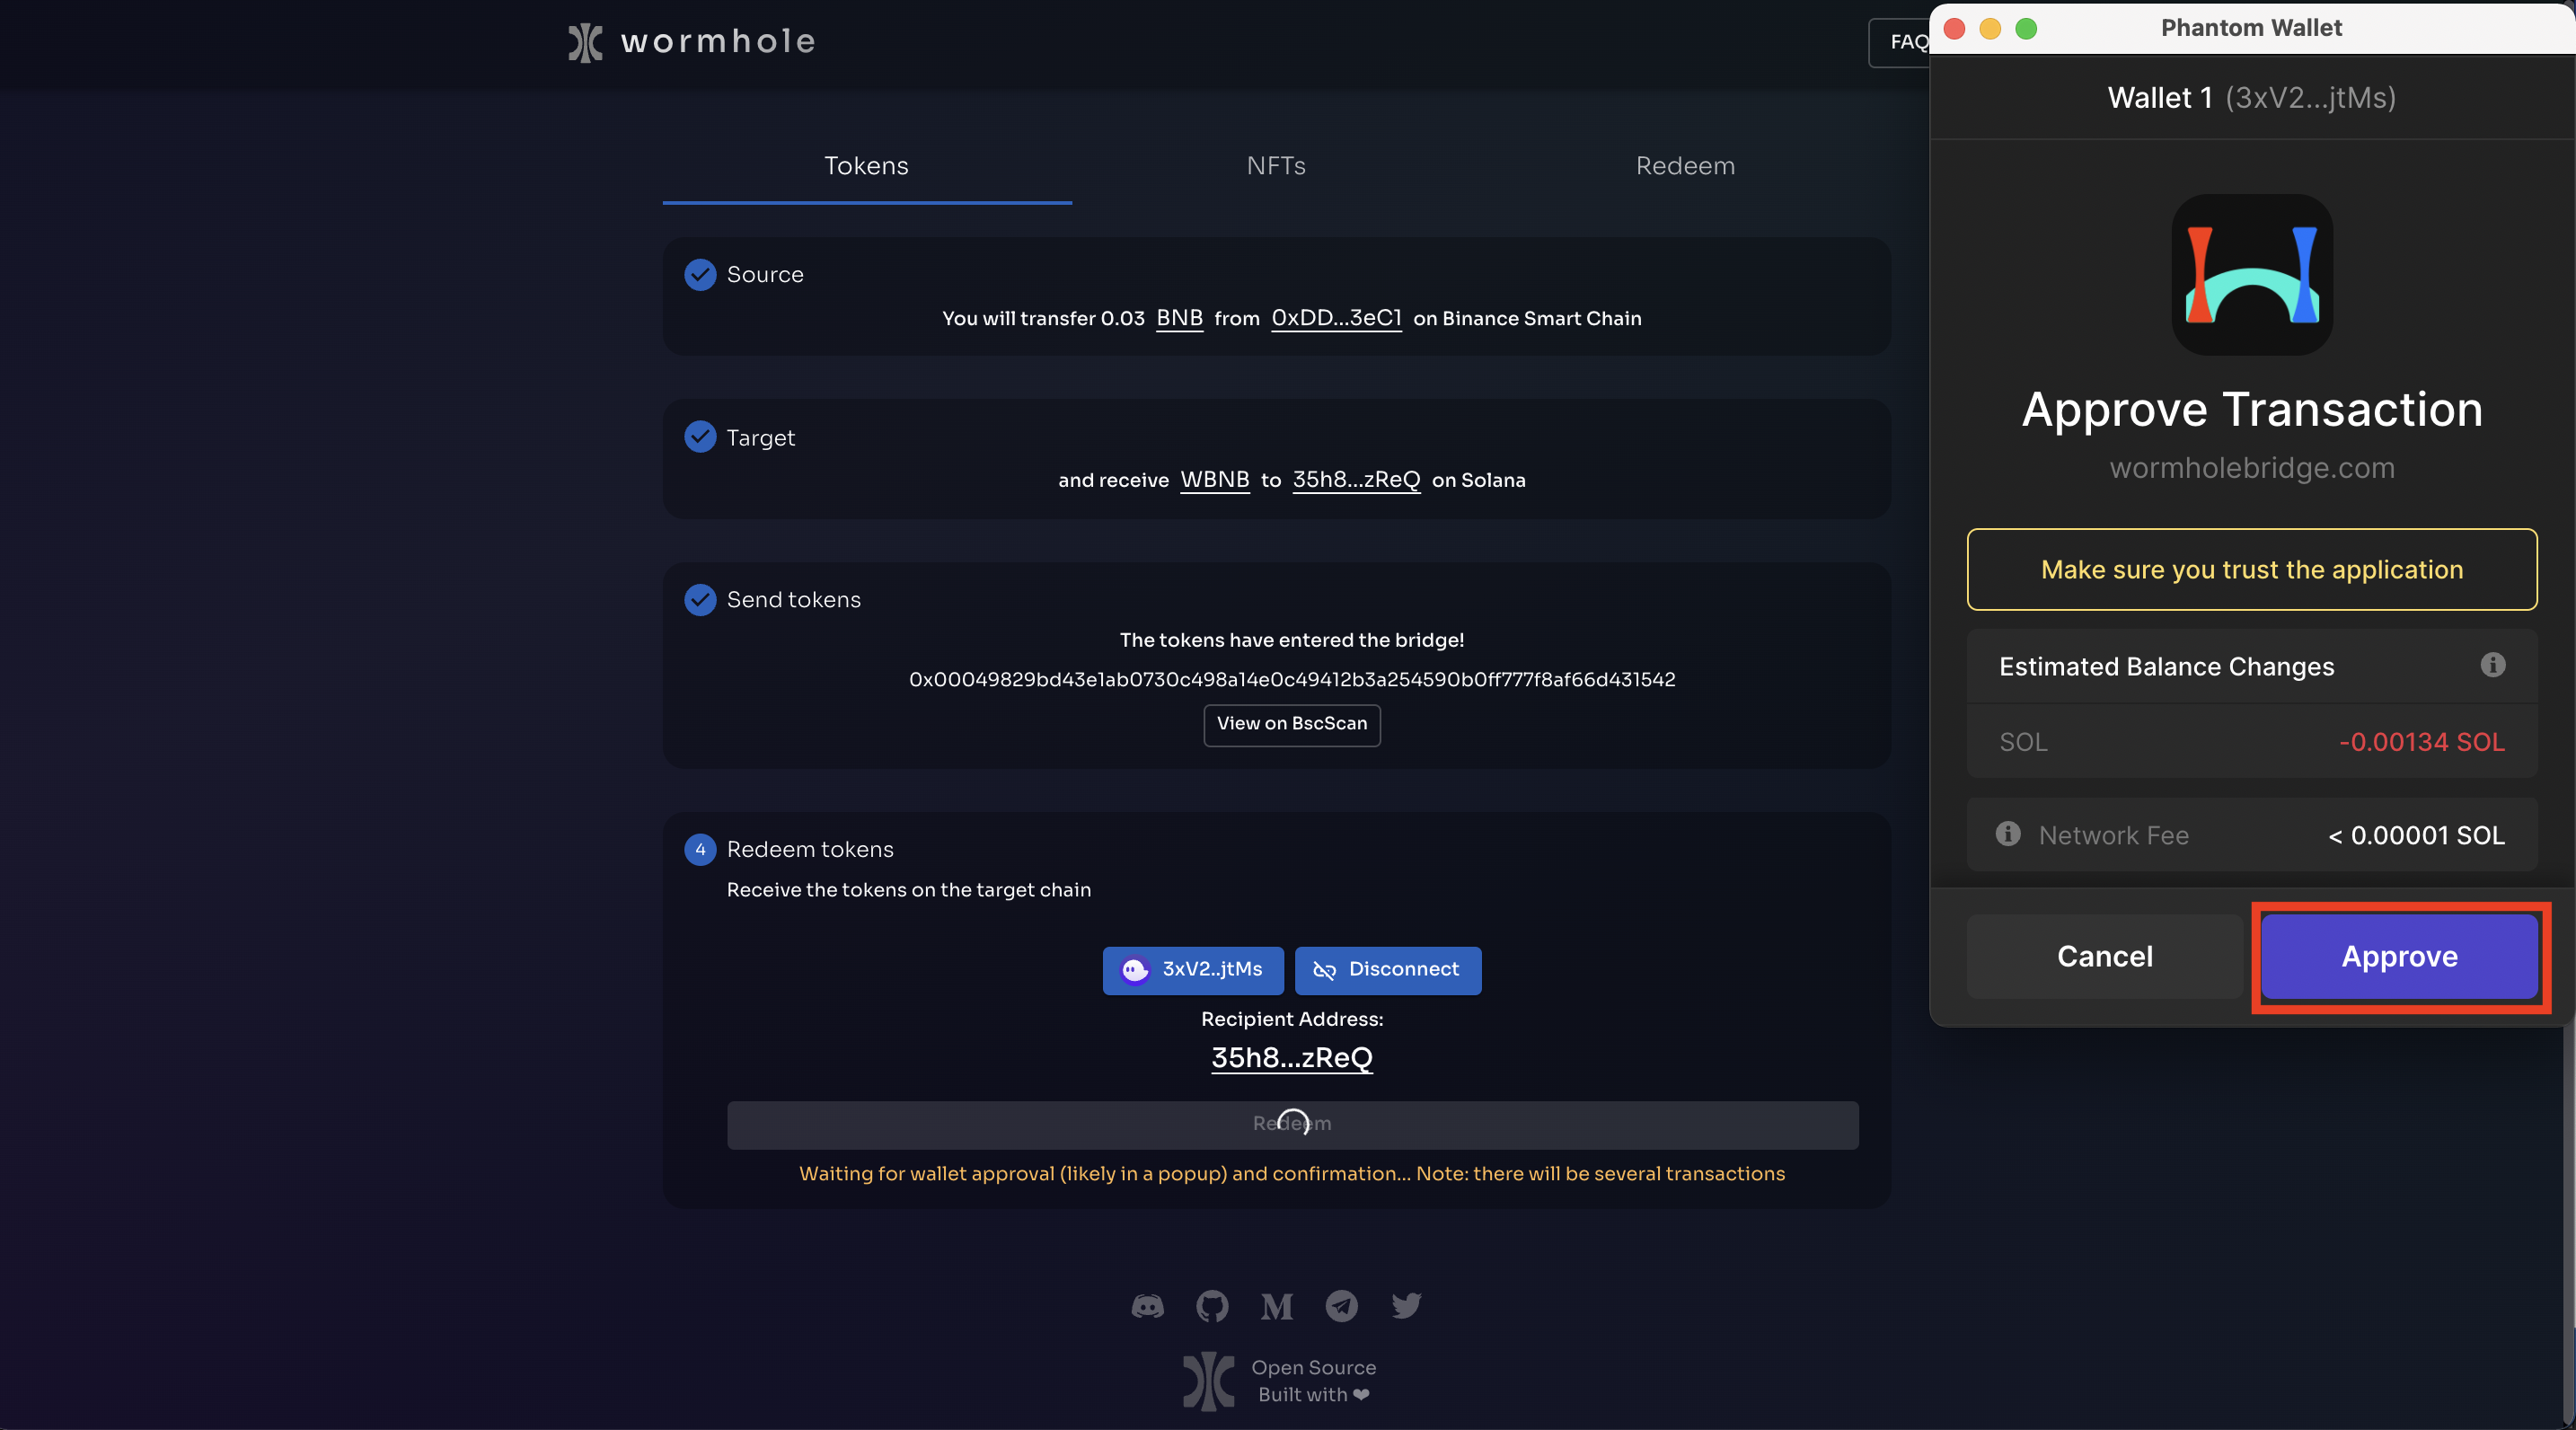 wormhole
FAQ
Tokens
NFTs
Redeem
Source
You will transfer 0.03 BNB from 0xDD...3eC1 on Binance Smart Chain
Target
and receive WBNB to 35h8...zReQ on Solana
Send tokens
The tokens have entered the bridge!
0x00049829bd43e1ab0730c498a14e0c49412b3a254590b0ff777f8af66d431542
View on BscScan
4
Redeem tokens
Receive the tokens on the target chain
3xV2..jtMs
Disconnect
Recipient Address:
35h8...zReQ
Redeem
Waiting for wallet approval (likely in a popup) and confirmation... Note: there will be several transactions
Open Source
Built with ❤
Phantom Wallet
Wallet 1 (3xV2...jtMs)
Approve Transaction
wormholebridge.com
Make sure you trust the application
Estimated Balance Changes
SOL
-0.00134 SOL
Network Fee
< 0.00001 SOL
Cancel
Approve